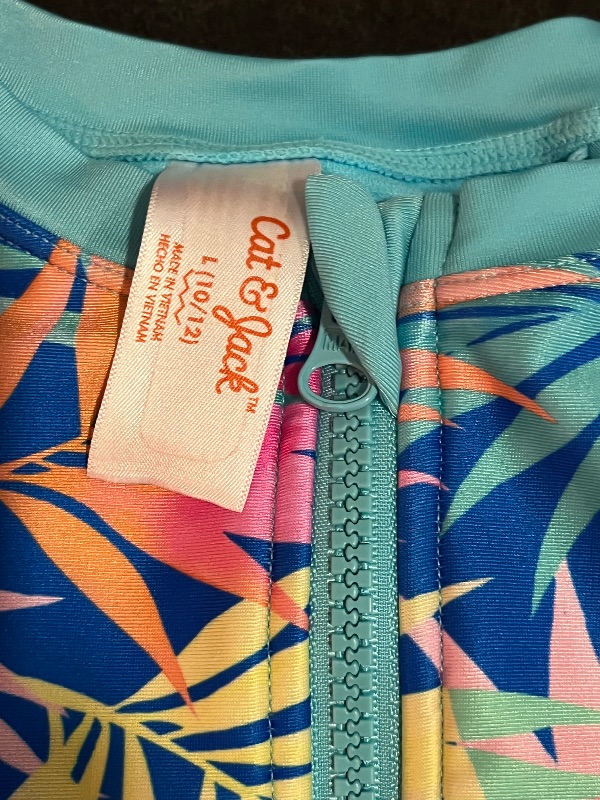 Cat & Jack™
L (10/12)
MADE IN VIETNAM
HECHO EN VIETNAM